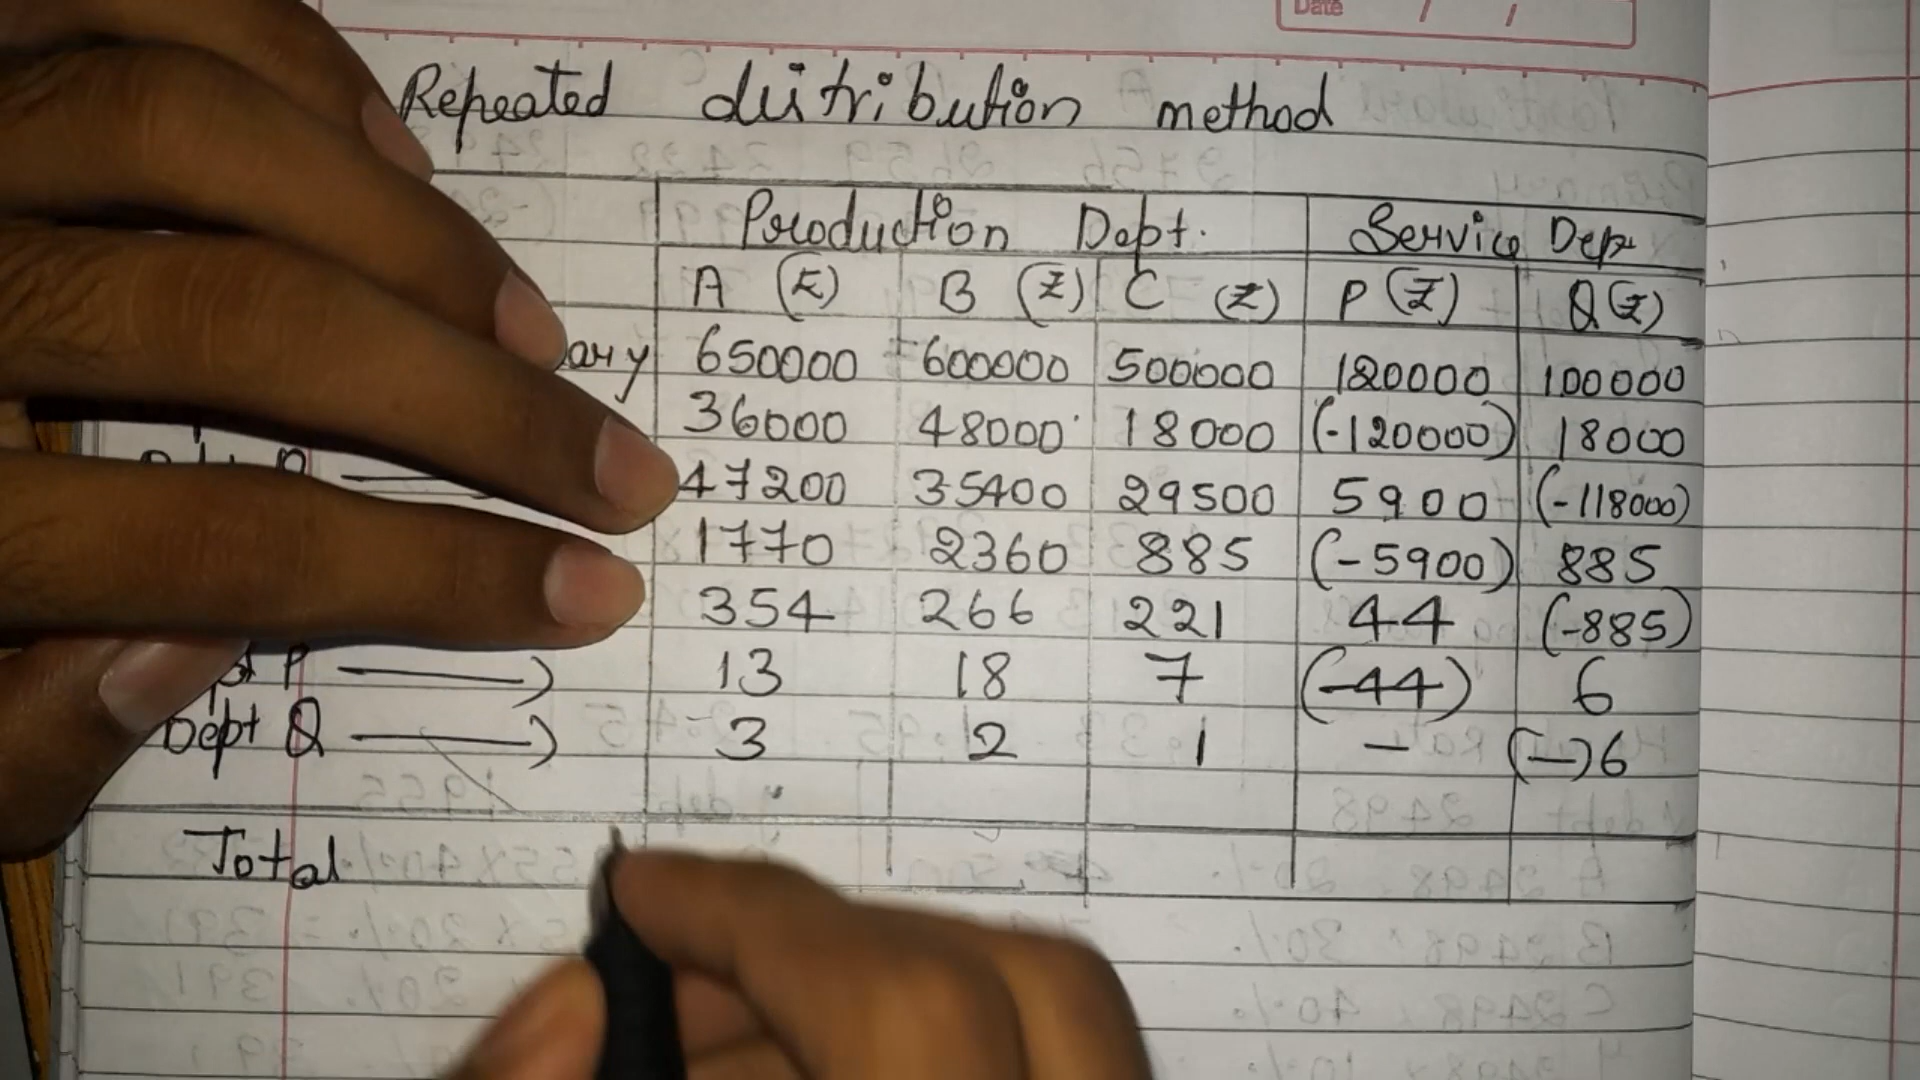 Date / /
Repeated distribution method
Production Dept. Service Dept
A (₹) B (₹) C (₹) P (₹) Q (₹)
ary 650000 600000 500000 120000 100000
36000 48000 18000 (-120000) 18000
47200 35400 29500 5900 (-118000)
1770 2360 885 (-5900) 885
354 266 221 44 (-885)
P 13 18 7 (-44) 6
Dept Q 3 2 1 - (-)6
Total